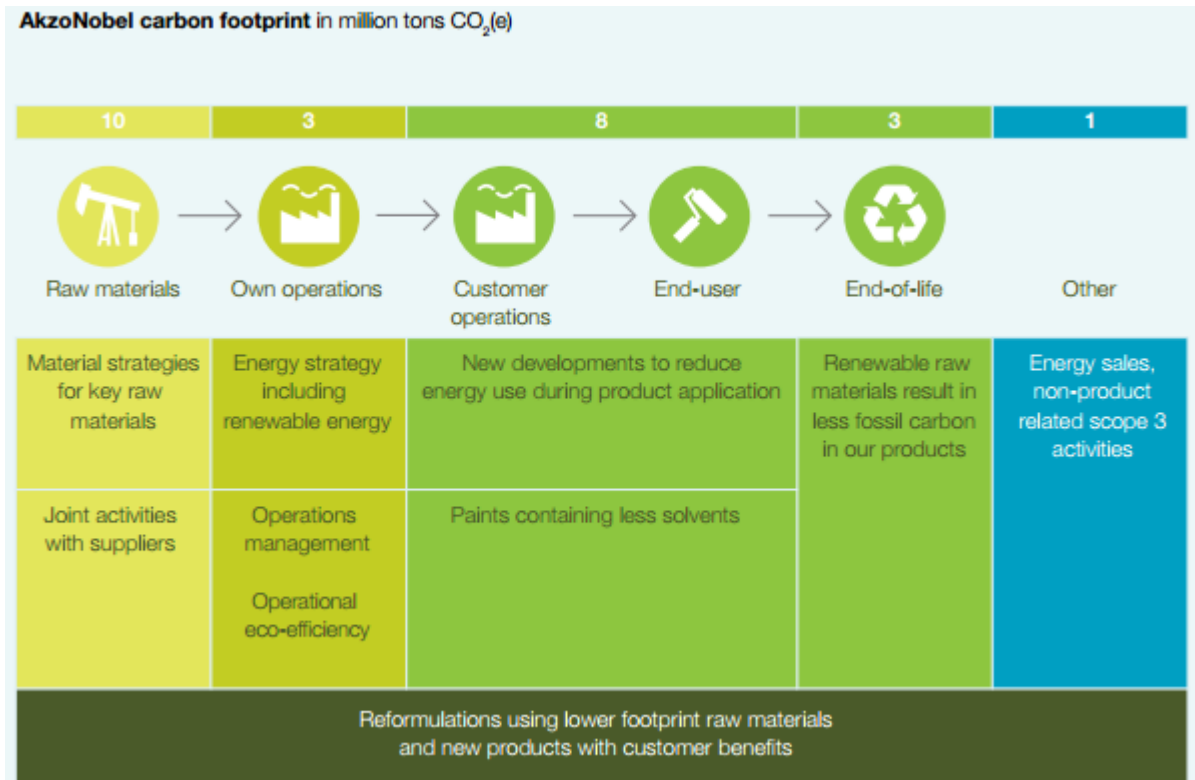 AkzoNobel carbon footprint in million tons CO₂(e)
10
3
8
3
1
Raw materials
Own operations
Customer
operations
End-user
End-of-life
Other
Material strategies
for key raw
materials
Energy strategy
including
renewable energy
New developments to reduce
energy use during product application
Renewable raw
materials result in
less fossil carbon
in our products
Energy sales,
non-product
related scope 3
activities
Joint activities
with suppliers
Operations
management
Operational
eco-efficiency
Paints containing less solvents
Reformulations using lower footprint raw materials
and new products with customer benefits